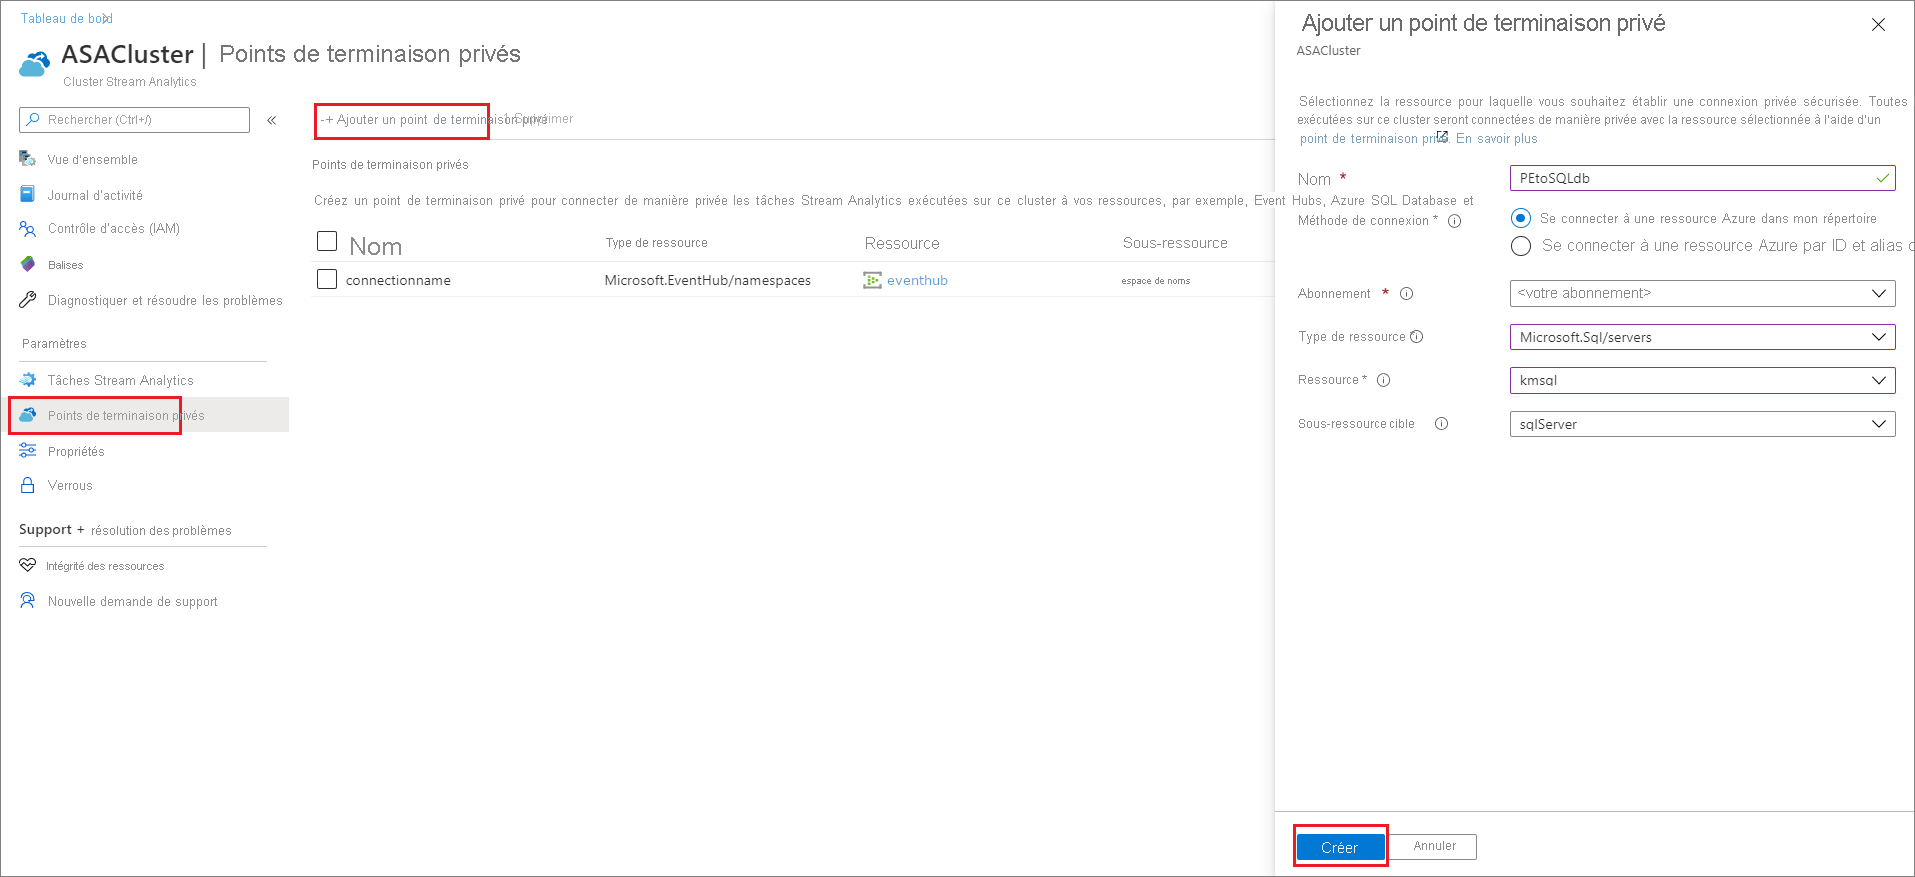 Tableau de bord
ASACluster | Points de terminaison privés
Cluster Stream Analytics
Rechercher (Ctrl+/)
«
Vue d'ensemble
Journal d'activité
Contrôle d'accès (IAM)
Balises
Diagnostiquer et résoudre les problèmes
Paramètres
Tâches Stream Analytics
Points de terminaison privés
Propriétés
Verrous
Support + résolution des problèmes
Intégrité des ressources
Nouvelle demande de support
+ Ajouter un point de terminaison privé
Supprimer
Points de terminaison privés
Créez un point de terminaison privé pour connecter de manière privée les tâches Stream Analytics exécutées sur ce cluster à vos ressources, par exemple, Event Hubs, Azure SQL Database et
Nom Type de ressource Ressource Sous-ressource
connectionname Microsoft.EventHub/namespaces eventhub espace de noms
Ajouter un point de terminaison privé
ASACluster
Sélectionnez la ressource pour laquelle vous souhaitez établir une connexion privée sécurisée. Toutes
exécutées sur ce cluster seront connectées de manière privée avec la ressource sélectionnée à l'aide d'un
point de terminaison privé. En savoir plus
Nom * PEtoSQLdb
Méthode de connexion * Se connecter à une ressource Azure dans mon répertoire
Se connecter à une ressource Azure par ID et alias
Abonnement * <votre abonnement>
Type de ressource * Microsoft.Sql/servers
Ressource * kmsql
Sous-ressource cible sqlServer
Créer Annuler